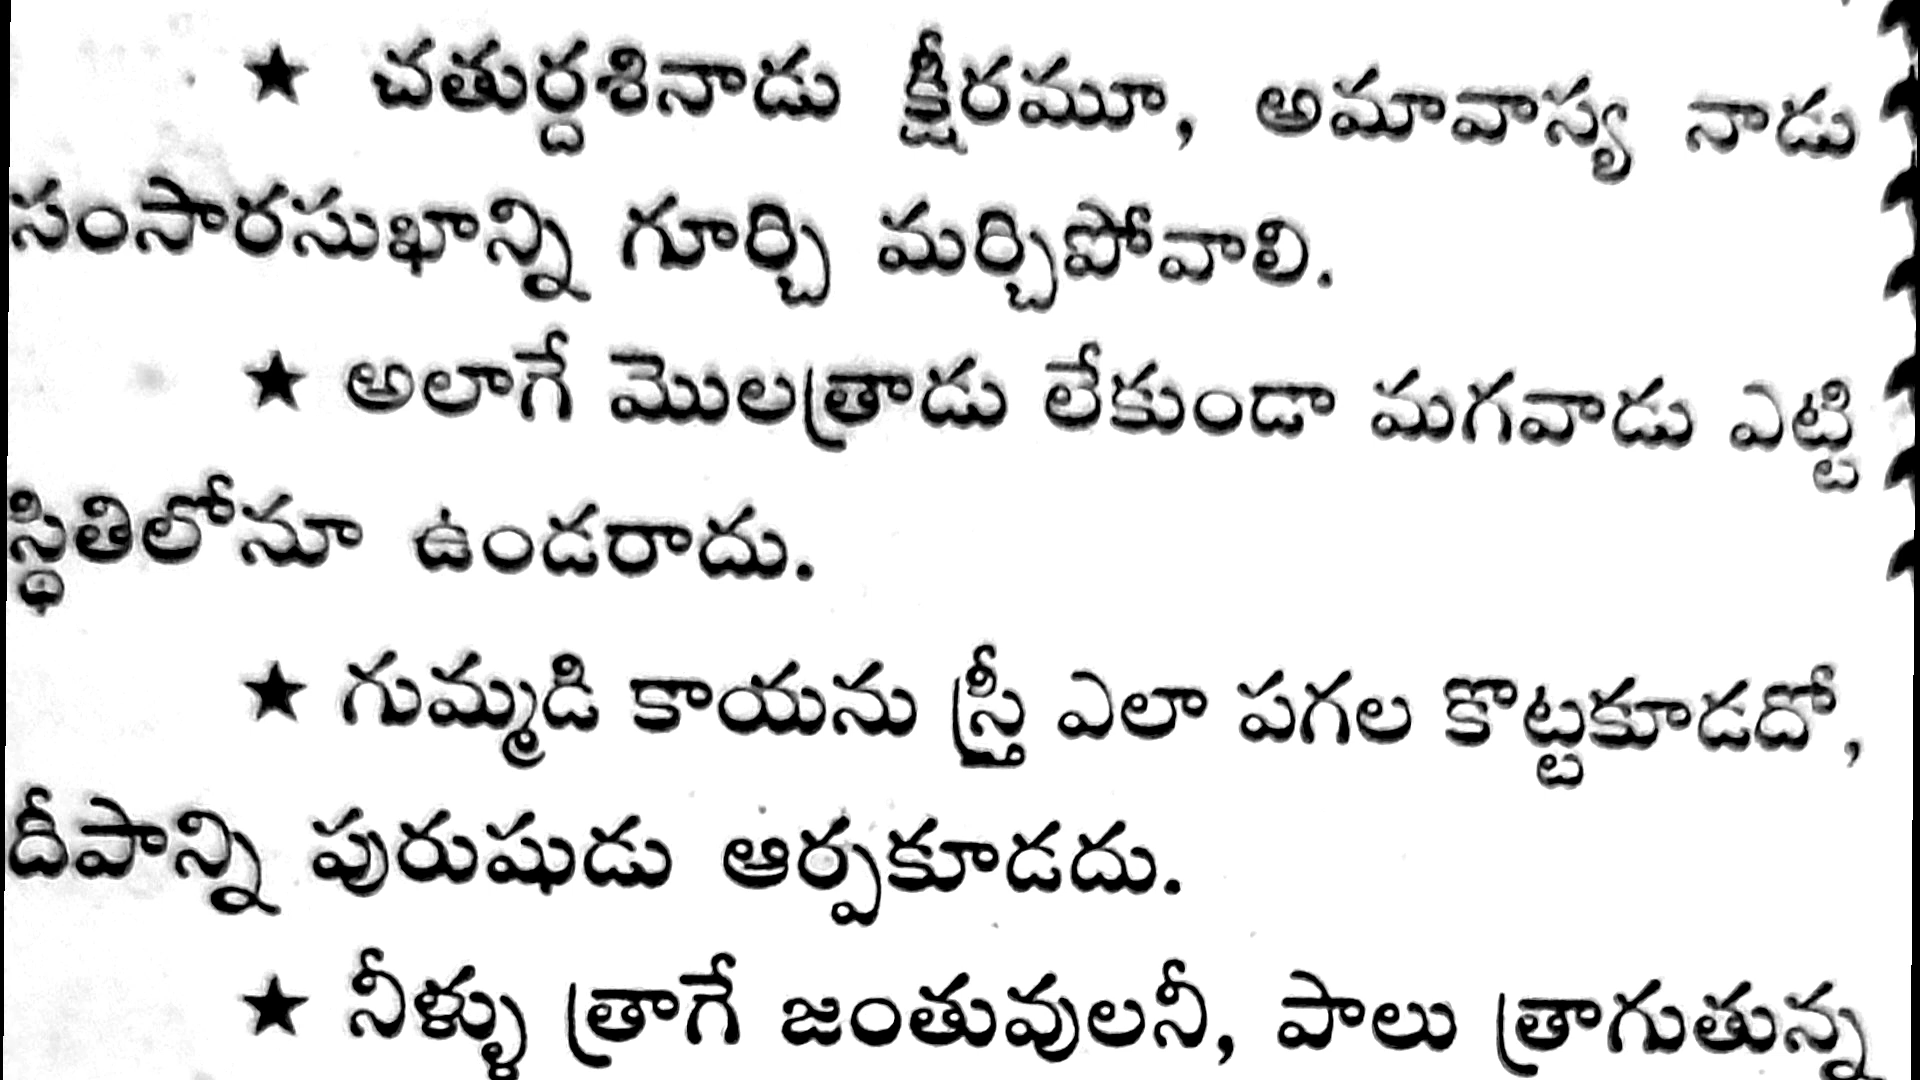 ★ చతుర్దశినాడు క్షీరమూ, అమావాస్య నాడు
సంసారసుఖాన్ని గూర్చి మర్చిపోవాలి.
★ అలాగే మొలత్రాడు లేకుండా మగవాడు ఎట్టి
స్థితిలోనూ ఉండరాదు.
★ గుమ్మడి కాయను స్త్రీ ఎలా పగల కొట్టకూడదో,
దీపాన్ని పురుషుడు ఆర్పకూడదు.
★ నీళ్ళు త్రాగే జంతువులనీ, పాలు త్రాగుతున్న